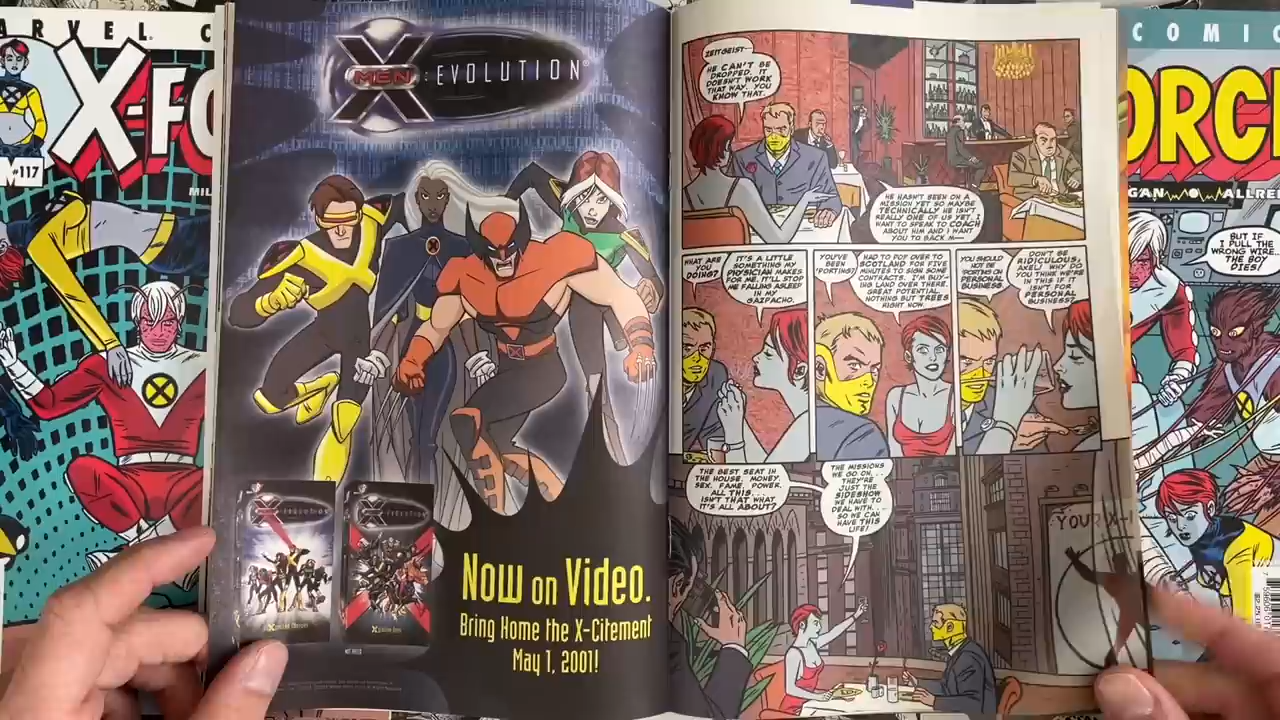 ARVEL C
X-FO
#117
MIL
X
MEN : EVOLUTION
NOW ON VIDEO.
BRING HOME THE X-CITEMENT
MAY 1, 2001!
ZEITGEIST--
HE CAN'T BE
DROPPED. IT
DOESN'T WORK
THAT WAY. YOU
KNOW THAT.
HE HASN'T BEEN ON A
MISSION YET SO MAYBE
TECHNICALLY HE ISN'T
REALLY ONE OF US YET. I
WANT TO SPEAK TO COACH
ABOUT HIM AND I WANT
YOU TO BACK M--
WHAT ARE
YOU
DOING?
IT'S A LITTLE
SOMETHING MY
PHYSICIAN MAKES
FOR ME. IT'LL STOP
ME FALLING ASLEEP
IN MY
GAZPACHO.
YOU'VE
BEEN
'PORTING?
HAD TO POP OVER TO
SCOTLAND FOR FIVE
MINUTES TO SIGN SOME
CONTRACTS. I'M BUY-
ING LAND OVER THERE.
GREAT POTENTIAL.
NOTHING BUT TREES
RIGHT NOW.
YOU SHOULD
NOT BE
'PORTING ON
PERSONAL
BUSINESS.
DON'T BE
RIDICULOUS,
AXEL! WHY DO
YOU THINK WE'RE
IN THIS IF IT
ISN'T FOR
PERSONAL
BUSINESS?
THE BEST SEAT IN
THE HOUSE. MONEY.
SEX. FAME. POWER.
ALL THIS...
ISN'T THAT WHAT
IT'S ALL ABOUT?
THE MISSIONS
WE GO ON...
THEY'RE
JUST THE
SIDESHOW
WE HAVE TO
DEAL WITH...
SO WE CAN
HAVE THIS
LIFE!
YOUR X-
COMIC
ORC
GAN ALLRE
BUT IF
I PULL THE
WRONG WIRE...
THE BOY
DIES!